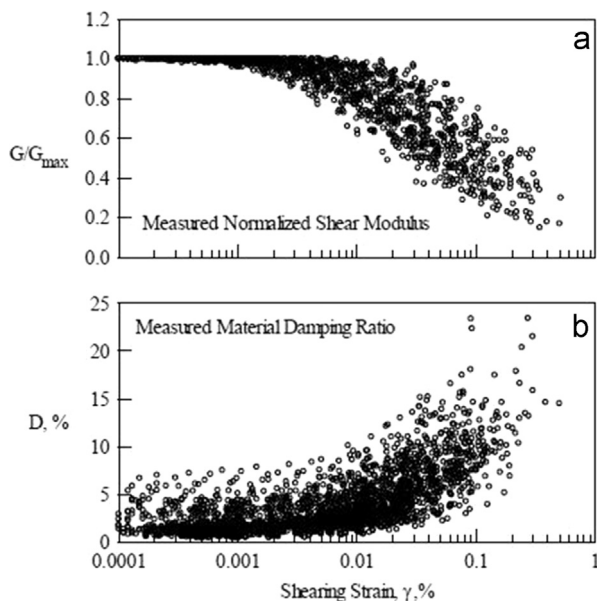 1.2
a
1.0
0.8
0.6
G/Gmax
0.4
0.2
Measured Normalized Shear Modulus
0.0
25
Measured Material Damping Ratio
b
20
15
D, %
10
5
0
0.0001 0.001 0.01 0.1 1
Shearing Strain, γ,%